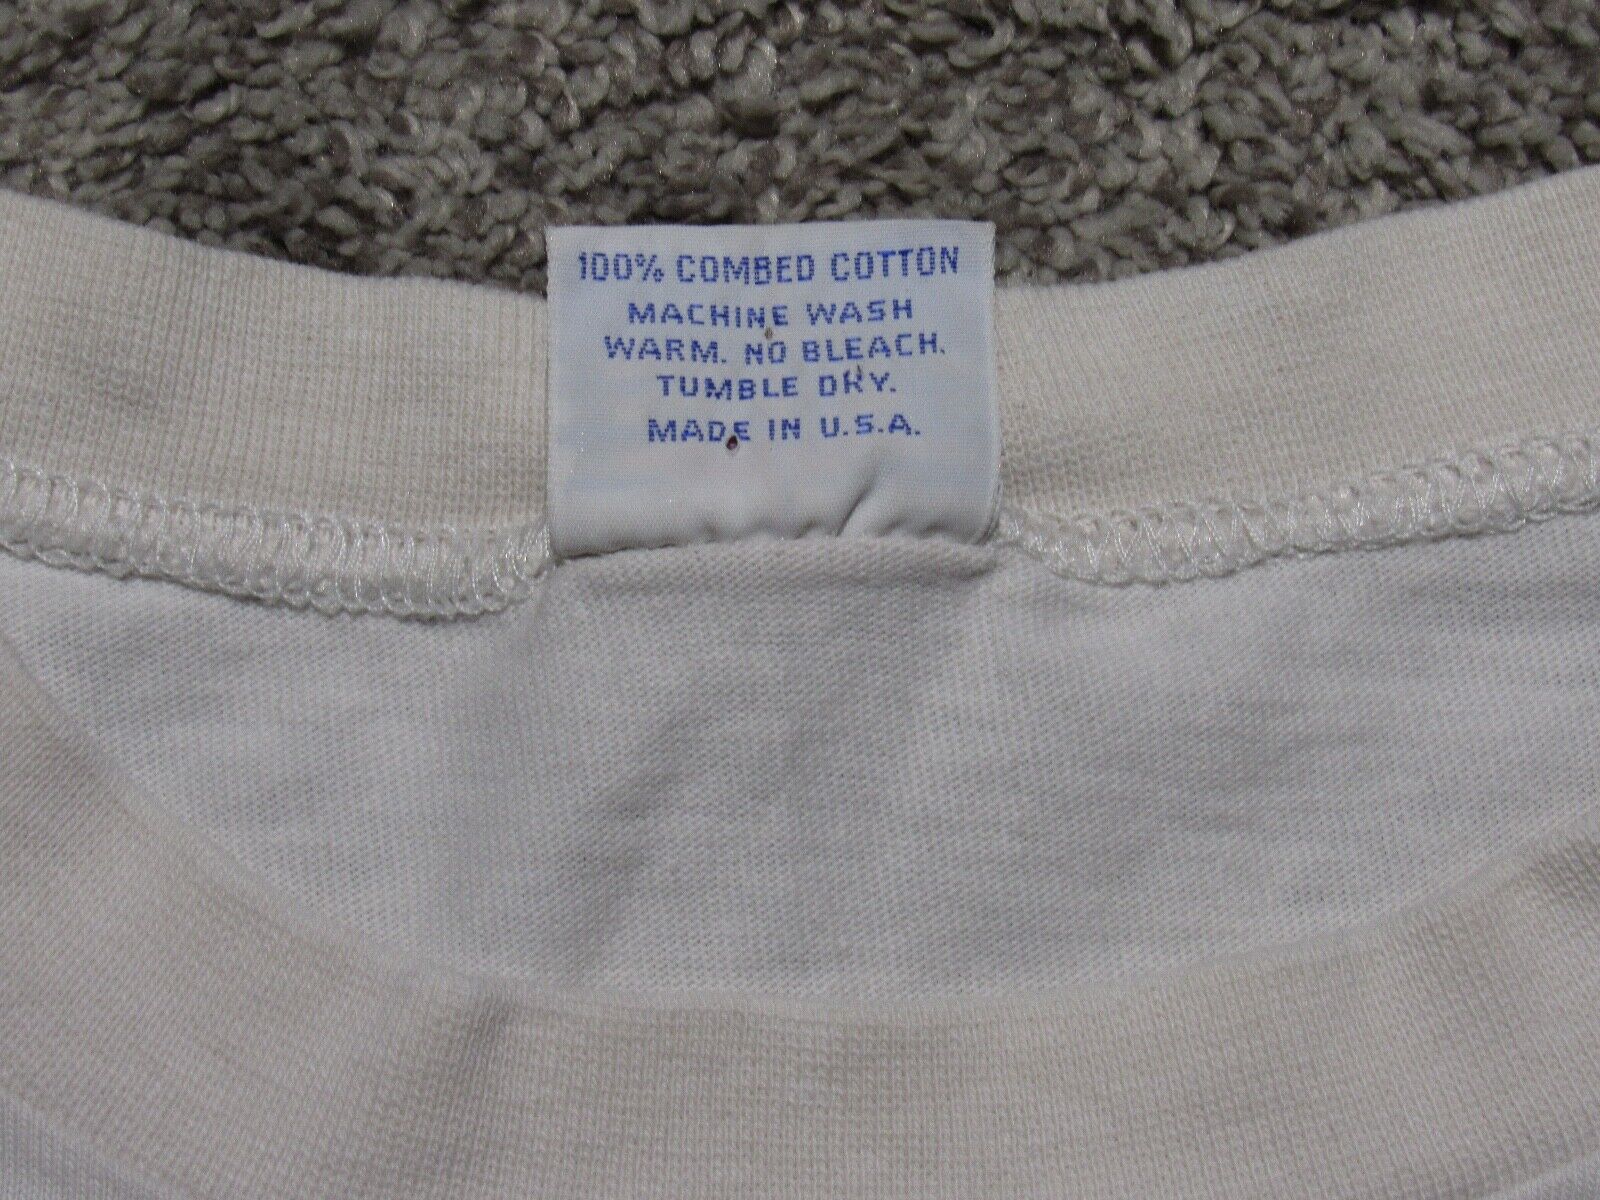 100% COMBED COTTON
MACHINE WASH
WARM. NO BLEACH.
TUMBLE DRY.
MADE IN U.S.A.